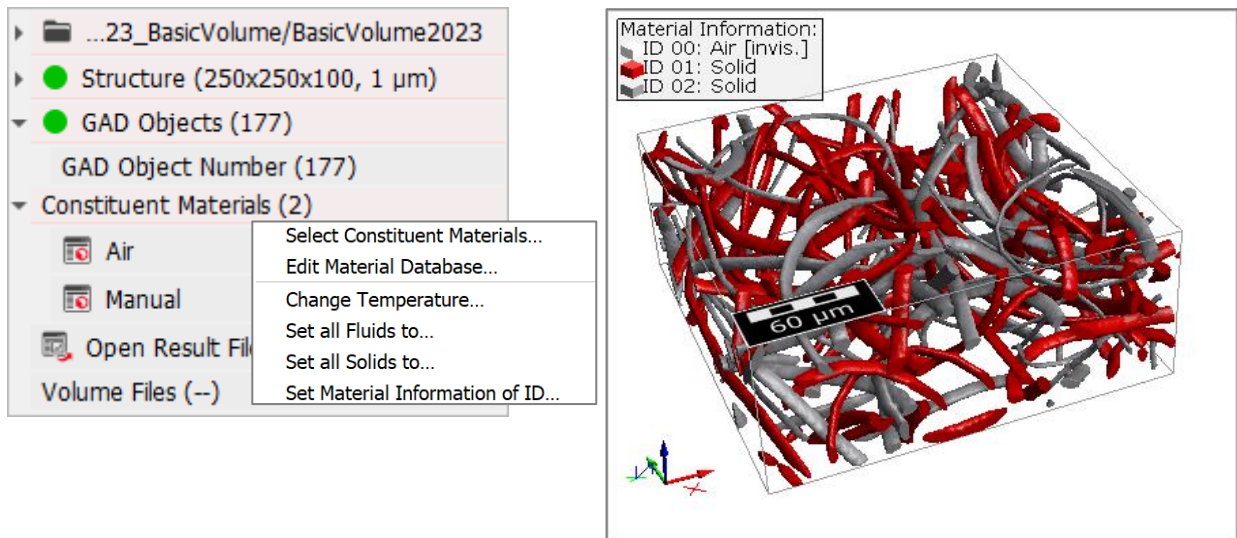 ...23_BasicVolume/BasicVolume2023
Structure (250x250x100, 1 µm)
GAD Objects (177)
GAD Object Number (177)
Constituent Materials (2)
Air
Manual
Open Result Fil
Volume Files (--)
Select Constituent Materials...
Edit Material Database...
Change Temperature...
Set all Fluids to...
Set all Solids to...
Set Material Information of ID...
Material Information:
ID 00: Air [invis.]
ID 01: Solid
ID 02: Solid
60 µm
X